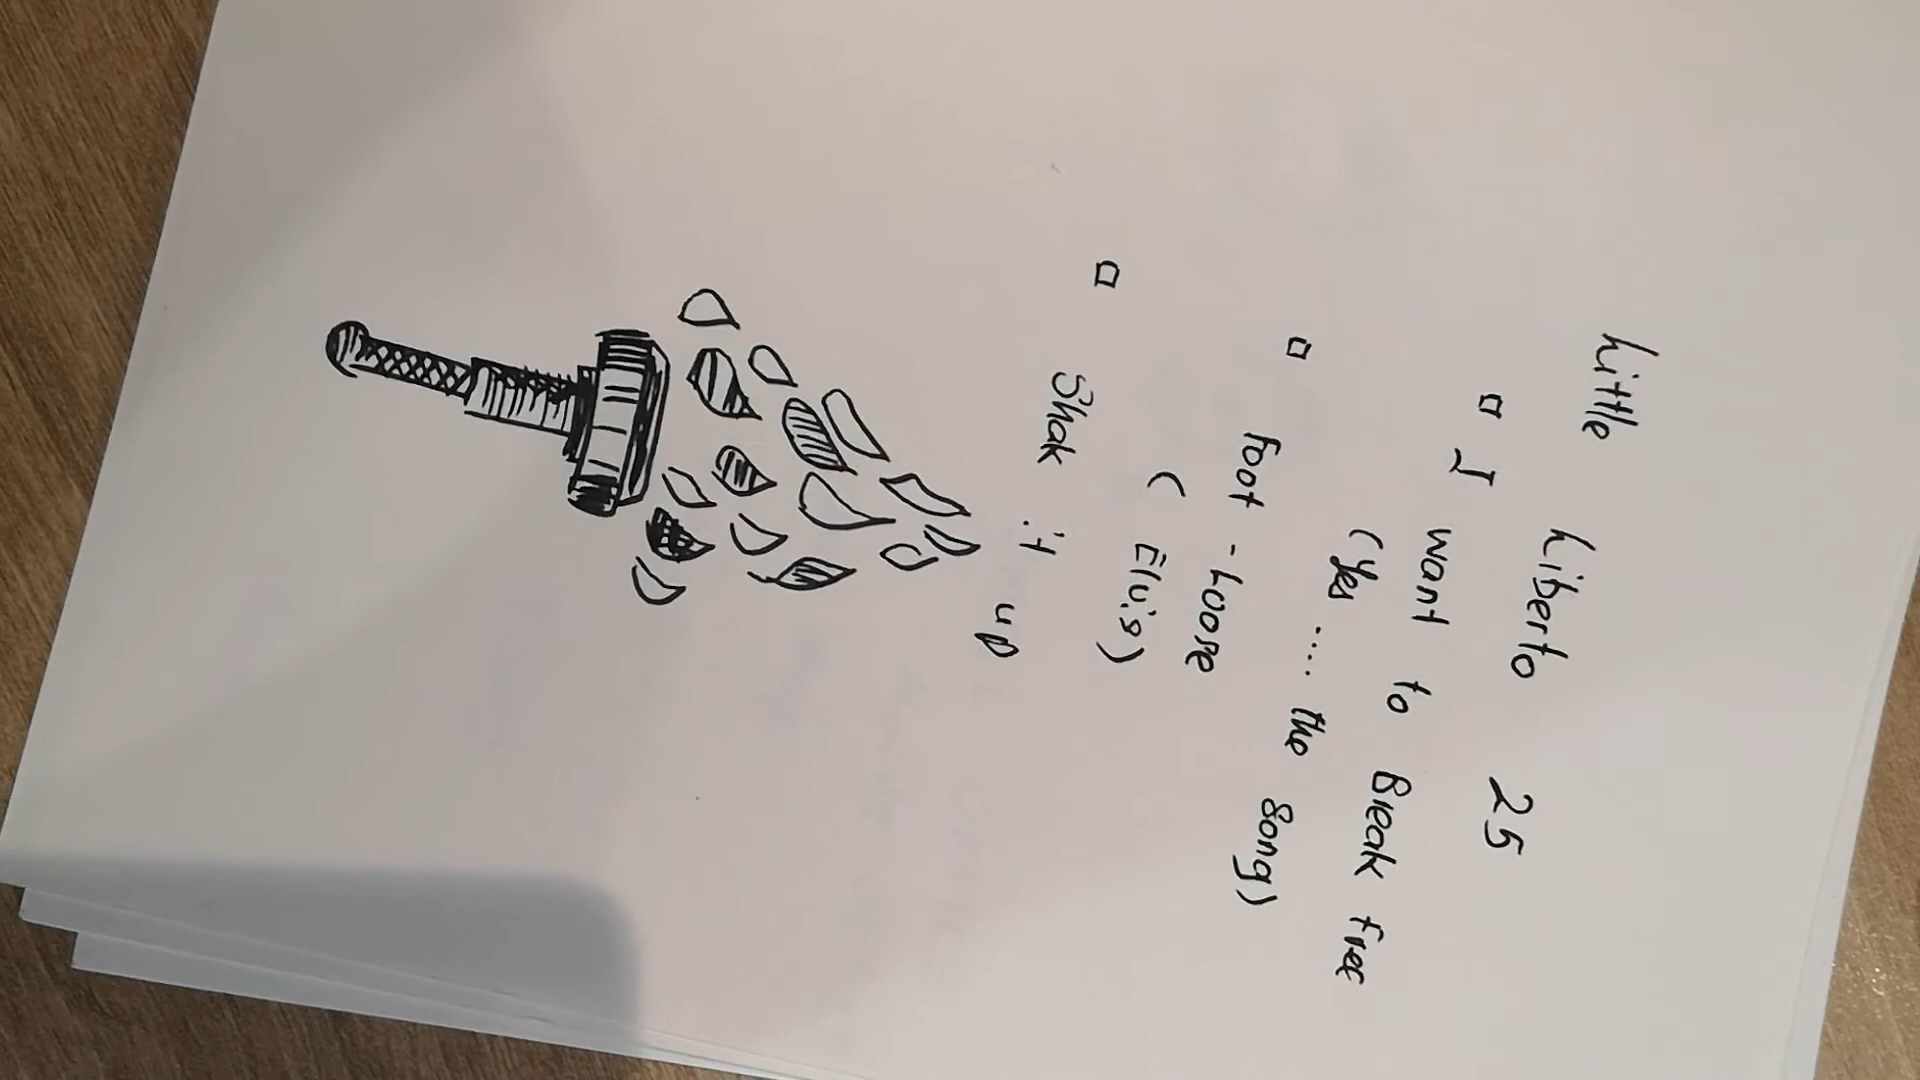 Little Liberto 25
I want to Break free
(Yes .... the song)
foot - Loose
( Elvis )
Shak it up